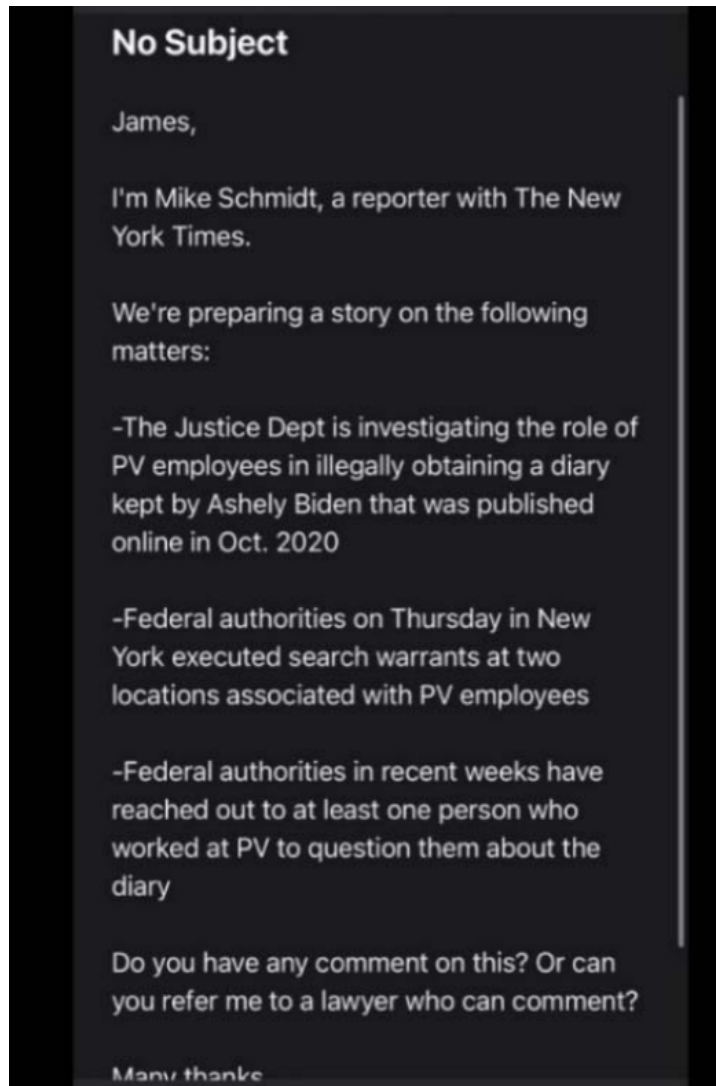 No Subject
James,
I'm Mike Schmidt, a reporter with The New
York Times.
We're preparing a story on the following
matters:
-The Justice Dept is investigating the role of
PV employees in illegally obtaining a diary
kept by Ashely Biden that was published
online in Oct. 2020
-Federal authorities on Thursday in New
York executed search warrants at two
locations associated with PV employees
-Federal authorities in recent weeks have
reached out to at least one person who
worked at PV to question them about the
diary
Do you have any comment on this? Or can
you refer me to a lawyer who can comment?
Many thanks